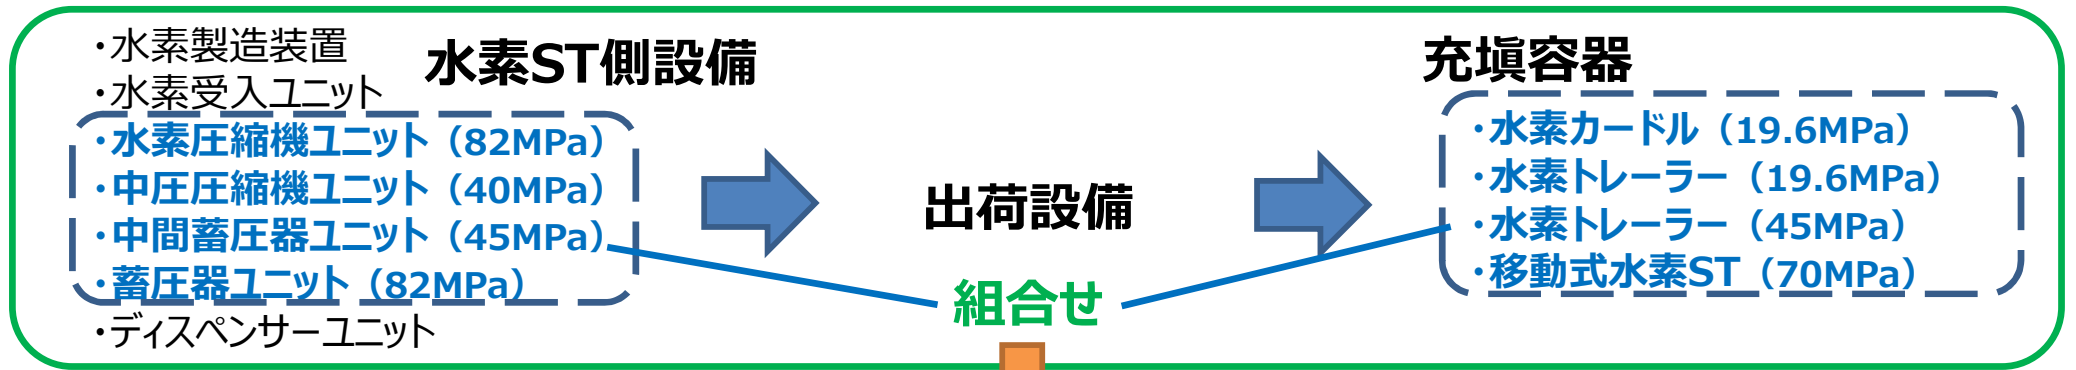 ・水素製造装置
・水素受入ユニット
水素ST側設備
・水素圧縮機ユニット（82MPa）
・中圧圧縮機ユニット（40MPa）
・中間蓄圧器ユニット（45MPa）
・蓄圧器ユニット（82MPa）
・ディスペンサーユニット
出荷設備
組合せ
充塡容器
・水素カードル（19.6MPa）
・水素トレーラー（19.6MPa）
・水素トレーラー（45MPa）
・移動式水素ST（70MPa）